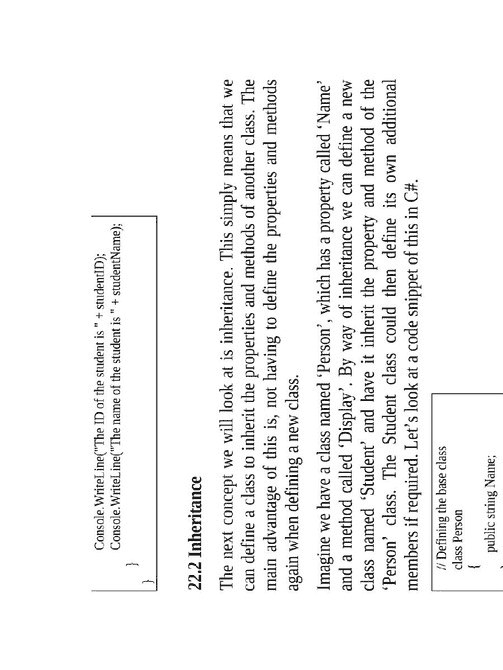 Console.WriteLine("The ID of the student is " + studentID);
Console.WriteLine("The name of the student is " + studentName);
}
}
22.2 Inheritance
The next concept we will look at is inheritance. This simply means that we
can define a class to inherit the properties and methods of another class. The
main advantage of this is, not having to define the properties and methods
again when defining a new class.
Imagine we have a class named ‘Person’, which has a property called ‘Name’
and a method called ‘Display’. By way of inheritance we can define a new
class named ‘Student’ and have it inherit the property and method of the
‘Person’ class. The Student class could then define its own additional
members if required. Let’s look at a code snippet of this in C#.
// Defining the base class
class Person
{
public string Name;